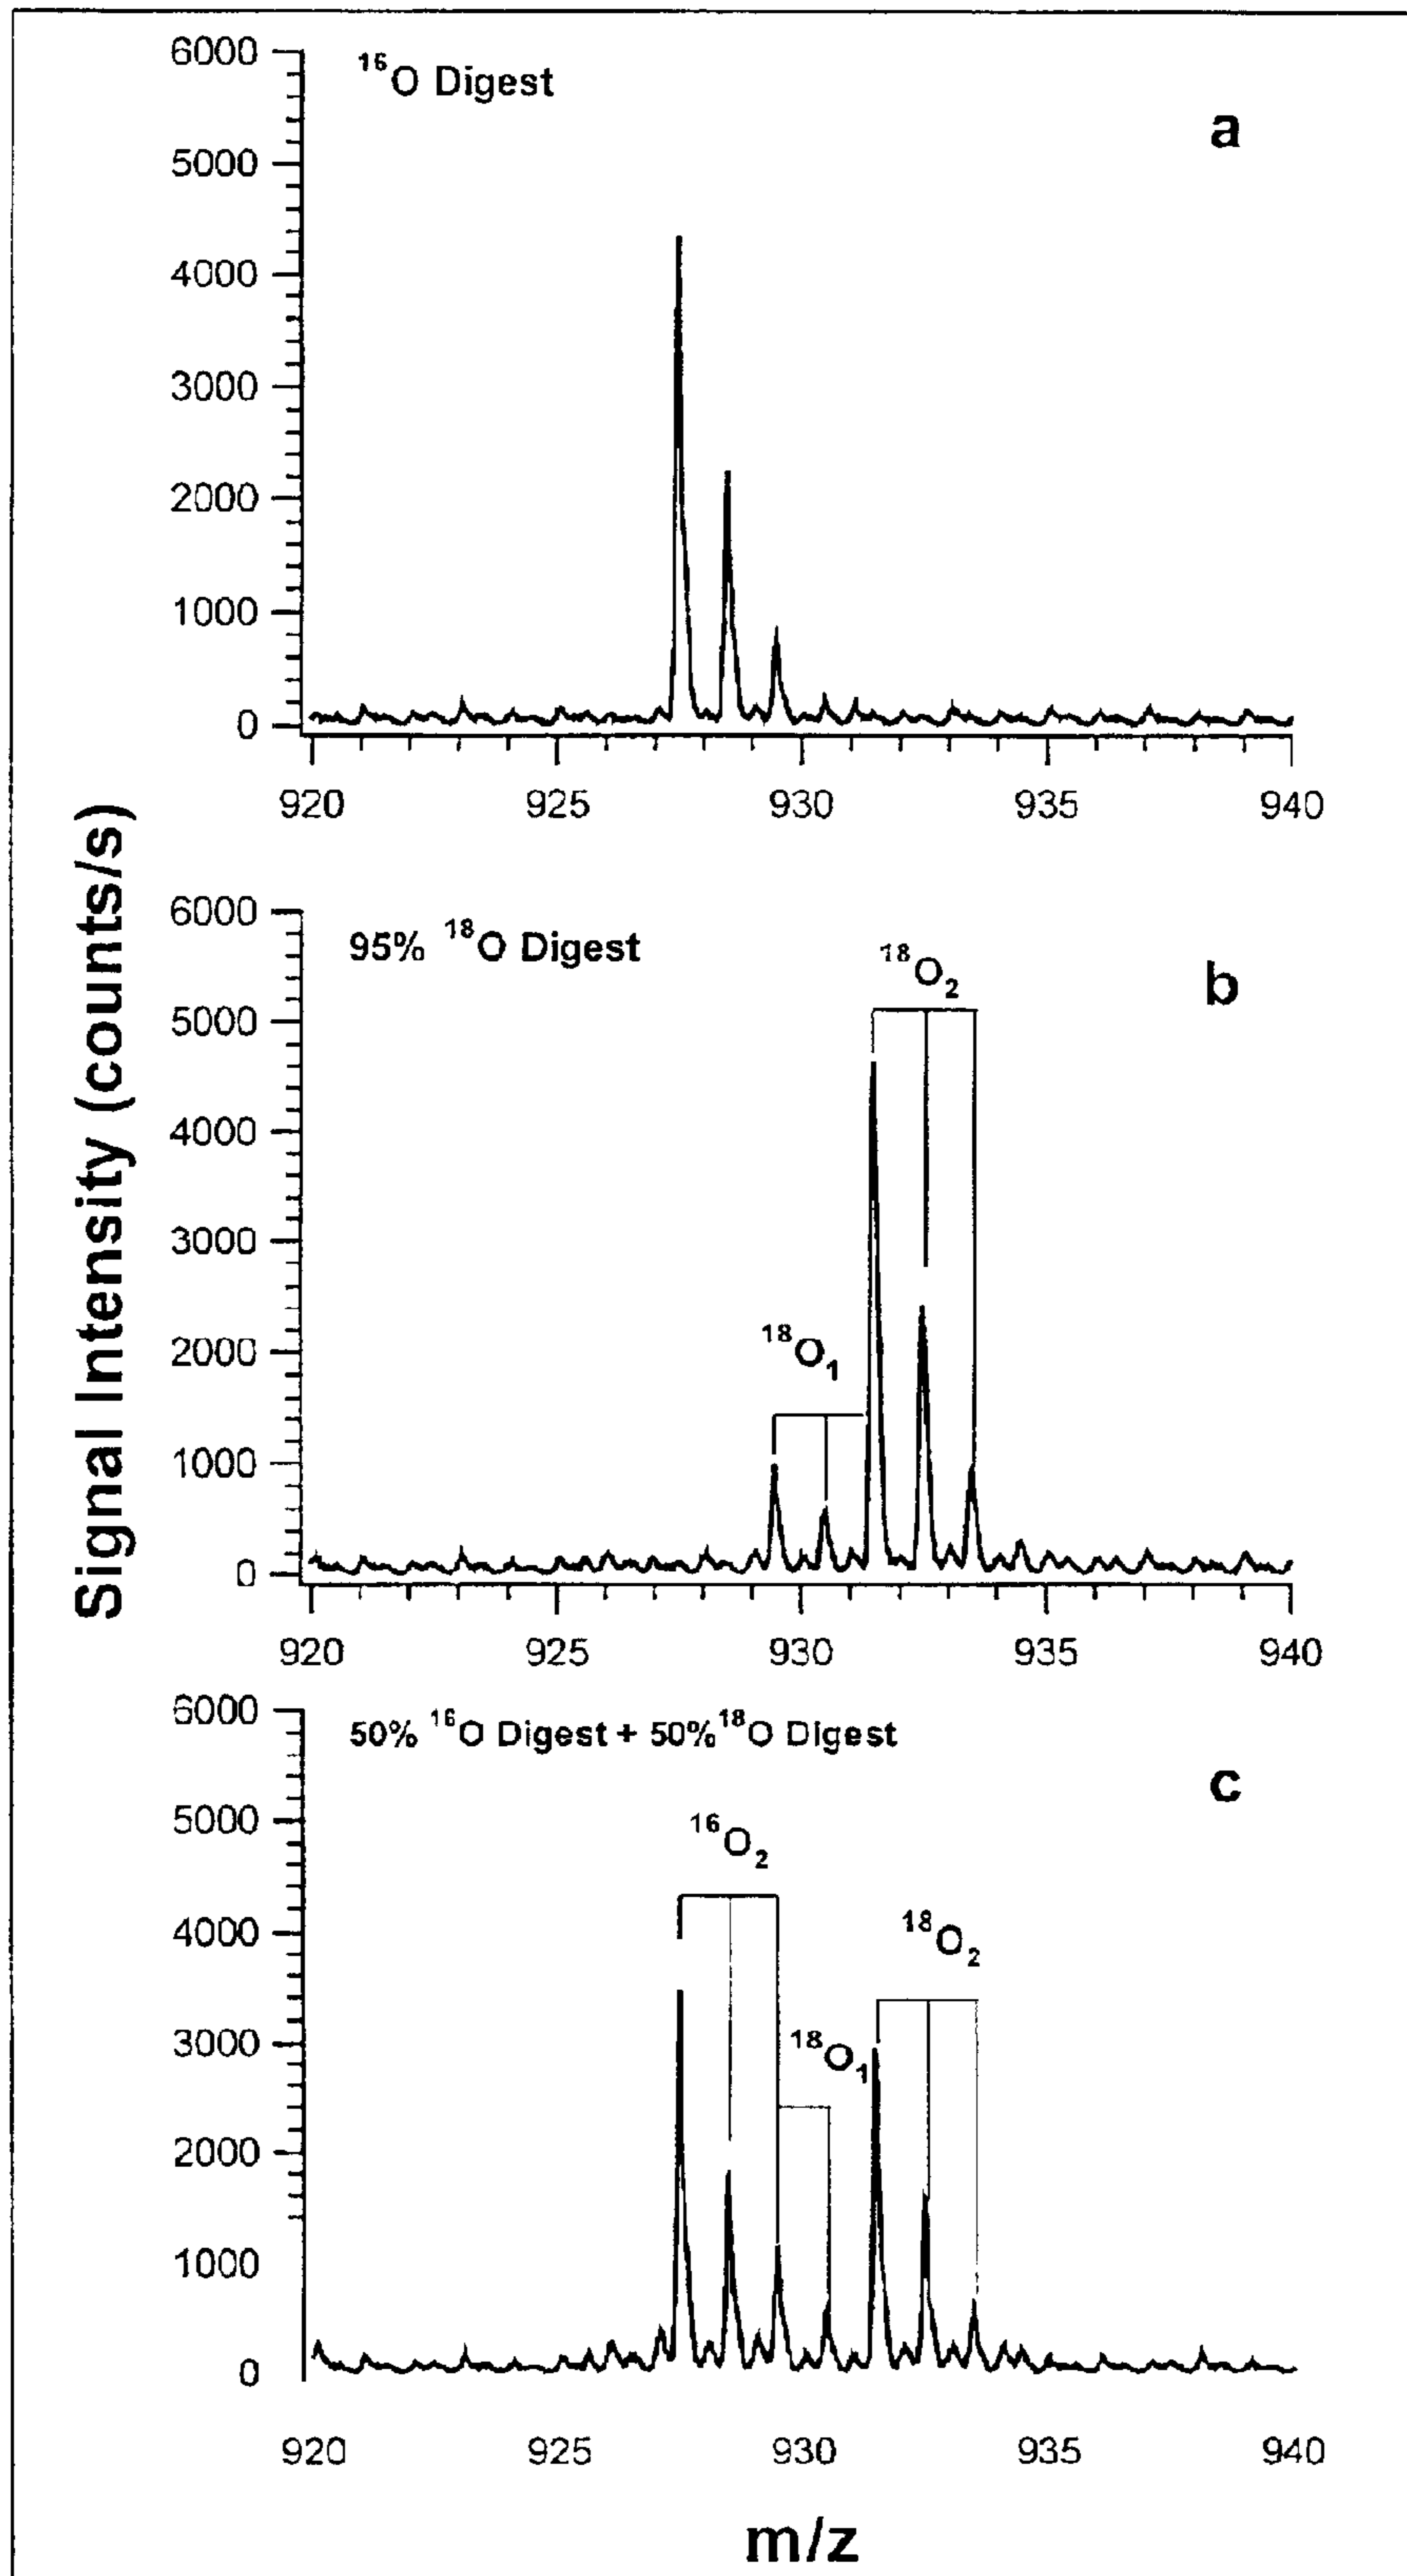 6000
¹⁶O Digest
a
5000
4000
3000
2000
1000
0
920 925 930 935 940
Signal Intensity (counts/s)
6000
95% ¹⁸O Digest
¹⁸O₂
b
5000
4000
3000
2000
¹⁸O₁
1000
0
920 925 930 935 940
6000
50% ¹⁶O Digest + 50% ¹⁸O Digest
c
5000
¹⁶O₂
4000
¹⁸O₂
3000
¹⁸O₁
2000
1000
0
920 925 930 935 940
m/z